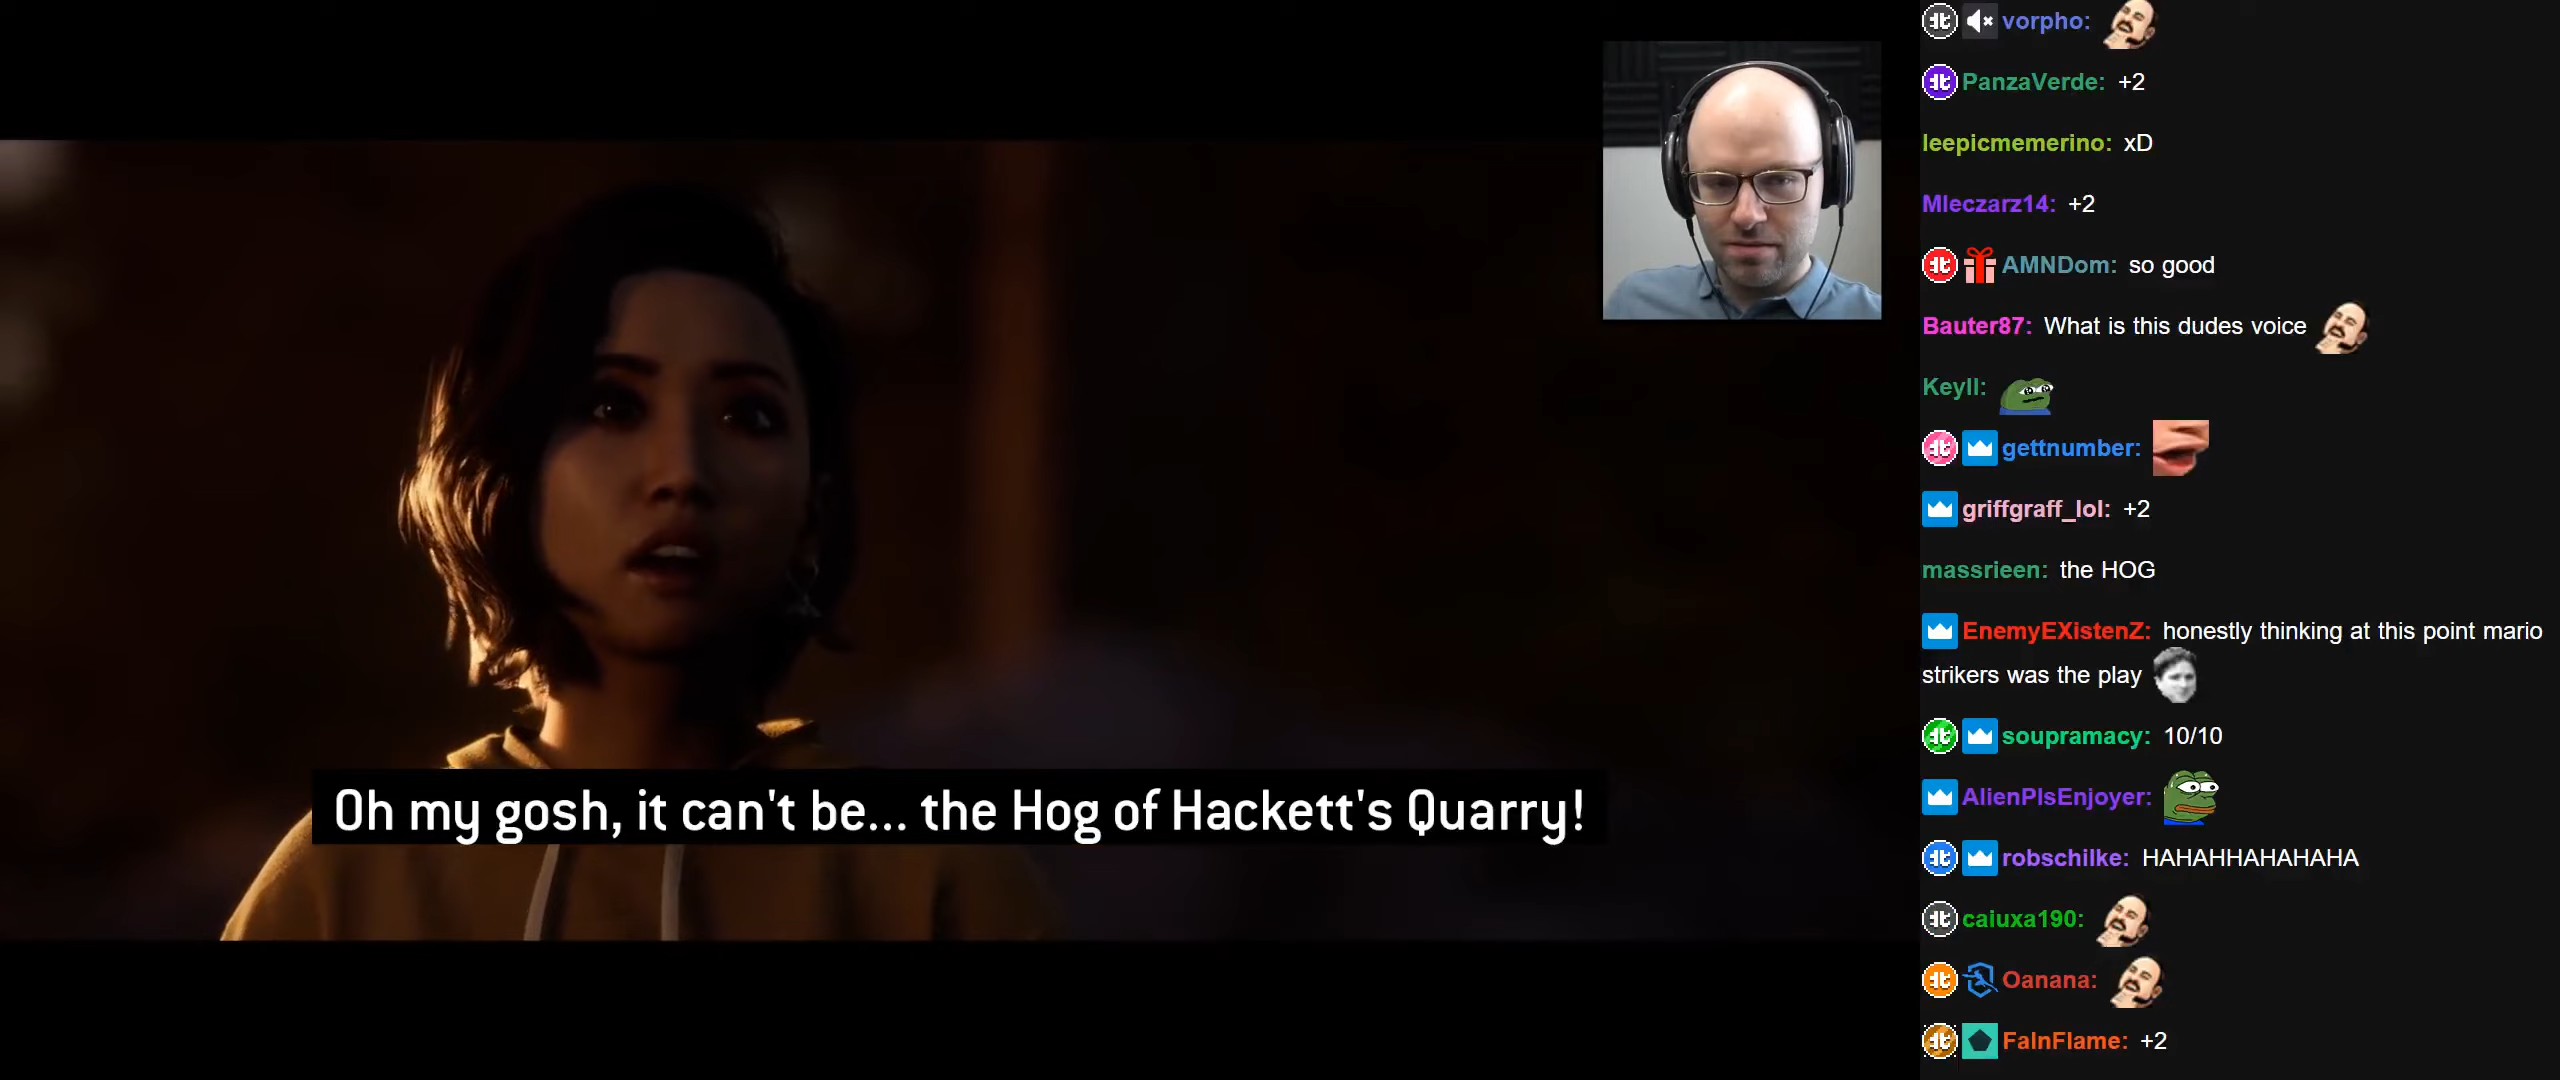 Oh my gosh, it can't be... the Hog of Hackett's Quarry!
vorpho:
PanzaVerde: +2
leepicmemerino: xD
Mleczarz14: +2
AMNDom: so good
Bauter87: What is this dudes voice
Keyll:
gettnumber:
griffgraff_lol: +2
massrieen: the HOG
EnemyEXistenZ: honestly thinking at this point mario
strikers was the play
soupramacy: 10/10
AlienPlsEnjoyer:
robschilke: HAHAHHAHAHAHA
caiuxa190:
Oanana:
FalnFlame: +2